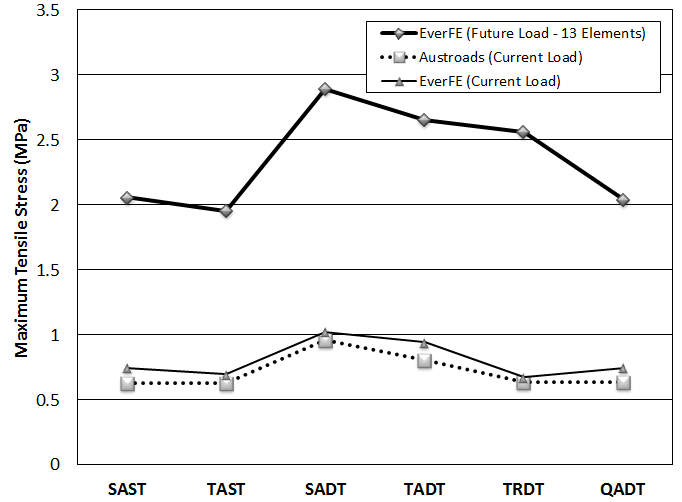 3.5
3
2.5
2
1.5
1
0.5
0
Maximum Tensile Stress (MPa)
EverFE (Future Load - 13 Elements)
Austroads (Current Load)
EverFE (Current Load)
SAST TAST SADT TADT TRDT QADT